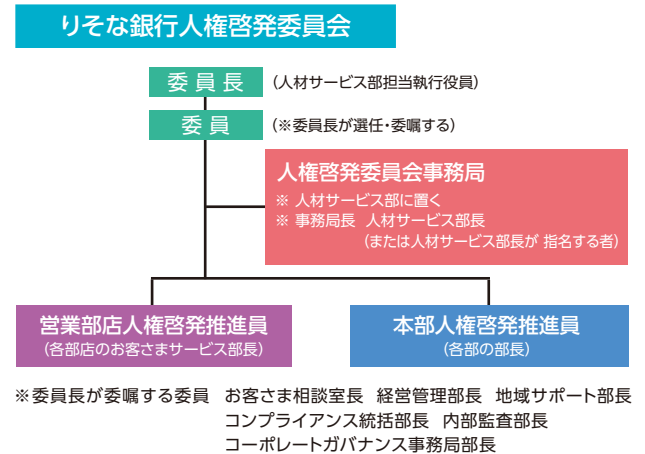 りそな銀行人権啓発委員会
委員長 (人材サービス部担当執行役員)
委員 (※委員長が選任・委嘱する)
人権啓発委員会事務局
※ 人材サービス部に置く
※ 事務局長 人材サービス部長
(または人材サービス部長が 指名する者)
営業部店人権啓発推進員 本部人権啓発推進員
(各部店のお客さまサービス部長) (各部の部長)
※委員長が委嘱する委員 お客さま相談室長 経営管理部長 地域サポート部長
コンプライアンス統括部長 内部監査部長
コーポレートガバナンス事務局部長